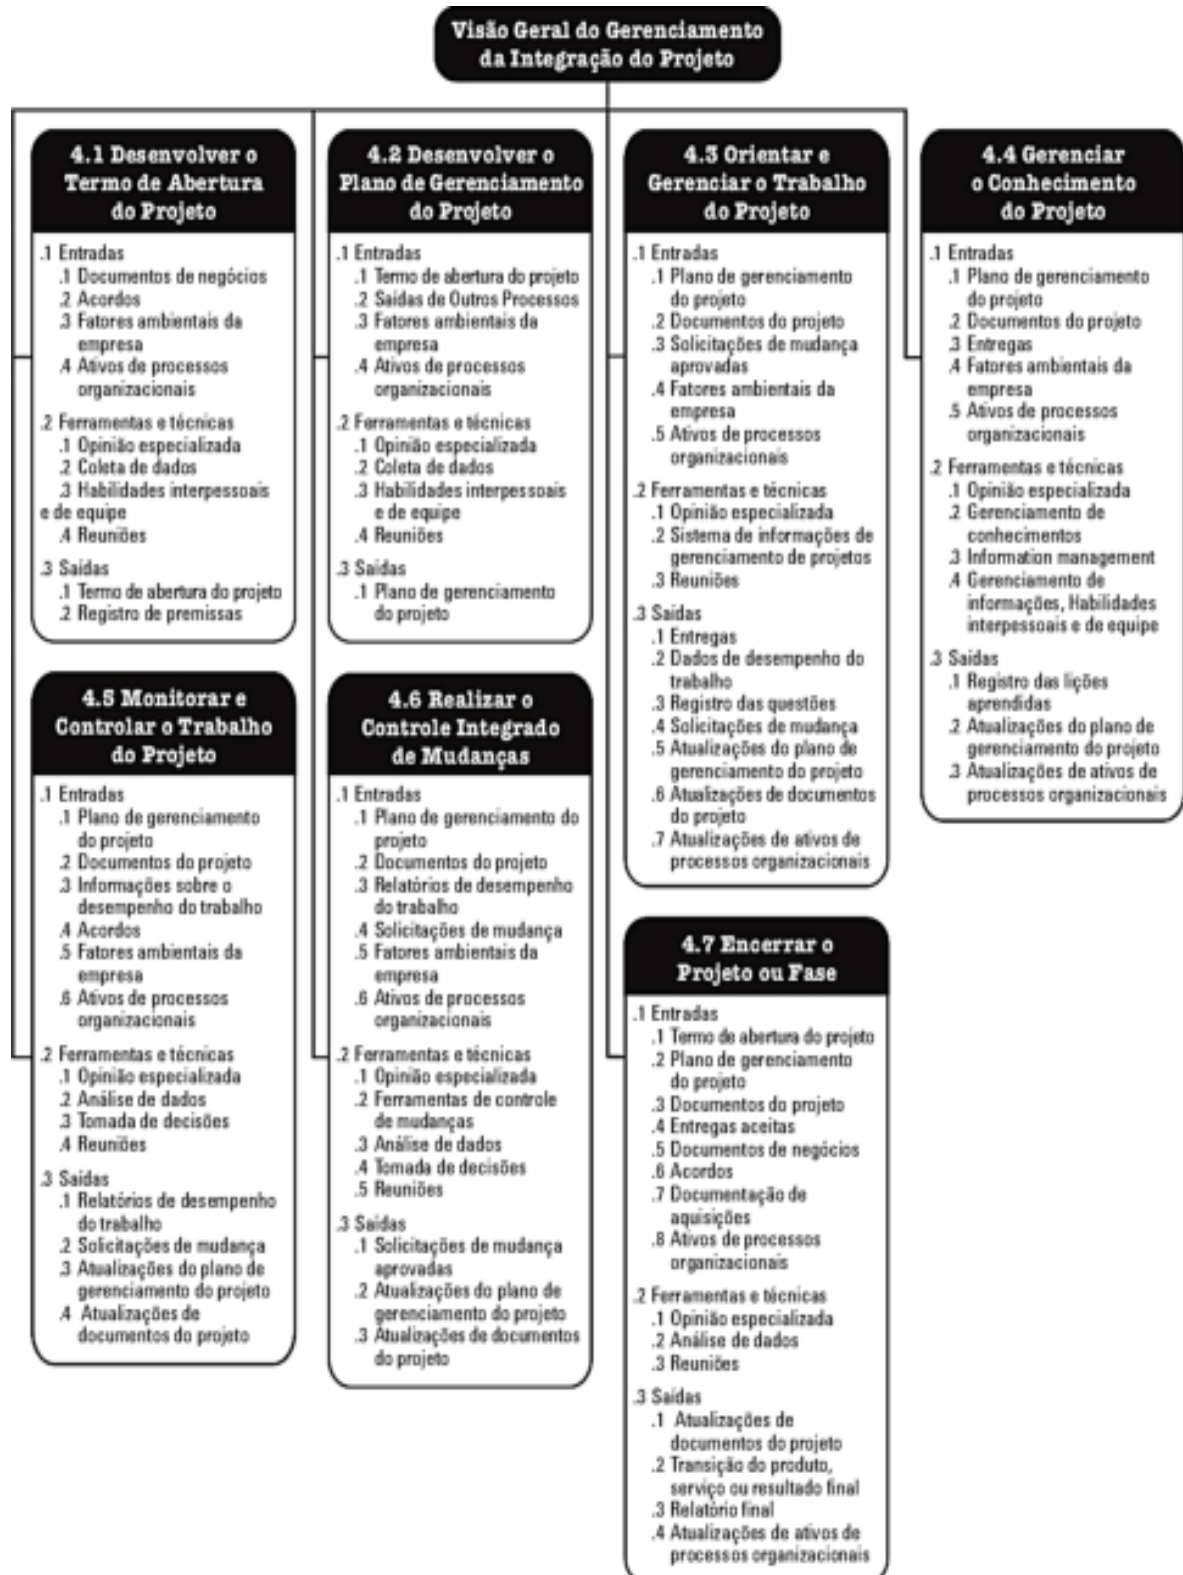 Visão Geral do Gerenciamento
da Integração do Projeto
4.1 Desenvolver o
Termo de Abertura
do Projeto
.1 Entradas
.1 Documentos de negócios
.2 Acordos
.3 Fatores ambientais da
empresa
.4 Ativos de processos
organizacionais
.2 Ferramentas e técnicas
.1 Opinião especializada
.2 Coleta de dados
.3 Habilidades interpessoais
e de equipe
.4 Reuniões
.3 Saídas
.1 Termo de abertura do projeto
.2 Registro de premissas
4.2 Desenvolver o
Plano de Gerenciamento
do Projeto
.1 Entradas
.1 Termo de abertura do projeto
.2 Saídas de Outros Processos
.3 Fatores ambientais da
empresa
.4 Ativos de processos
organizacionais
.2 Ferramentas e técnicas
.1 Opinião especializada
.2 Coleta de dados
.3 Habilidades interpessoais
e de equipe
.4 Reuniões
.3 Saídas
.1 Plano de gerenciamento
do projeto
4.3 Orientar e
Gerenciar o Trabalho
do Projeto
.1 Entradas
.1 Plano de gerenciamento
do projeto
.2 Documentos do projeto
.3 Solicitações de mudança
aprovadas
.4 Fatores ambientais da
empresa
.5 Ativos de processos
organizacionais
.2 Ferramentas e técnicas
.1 Opinião especializada
.2 Sistema de informações de
gerenciamento de projetos
.3 Reuniões
.3 Saídas
.1 Entregas
.2 Dados de desempenho do
trabalho
.3 Registro das questões
.4 Solicitações de mudança
.5 Atualizações do plano de
gerenciamento do projeto
.6 Atualizações de documentos
do projeto
.7 Atualizações de ativos de
processos organizacionais
4.4 Gerenciar
o Conhecimento
do Projeto
.1 Entradas
.1 Plano de gerenciamento
do projeto
.2 Documentos do projeto
.3 Entregas
.4 Fatores ambientais da
empresa
.5 Ativos de processos
organizacionais
.2 Ferramentas e técnicas
.1 Opinião especializada
.2 Gerenciamento de
conhecimentos
.3 Information management
.4 Gerenciamento de
informações, Habilidades
interpessoais e de equipe
.3 Saídas
.1 Registro das lições
aprendidas
.2 Atualizações do plano de
gerenciamento do projeto
.3 Atualizações de ativos de
processos organizacionais
4.5 Monitorar e
Controlar o Trabalho
do Projeto
.1 Entradas
.1 Plano de gerenciamento
do projeto
.2 Documentos do projeto
.3 Informações sobre o
desempenho do trabalho
.4 Acordos
.5 Fatores ambientais da
empresa
.6 Ativos de processos
organizacionais
.2 Ferramentas e técnicas
.1 Opinião especializada
.2 Análise de dados
.3 Tomada de decisões
.4 Reuniões
.3 Saídas
.1 Relatórios de desempenho
do trabalho
.2 Solicitações de mudança
.3 Atualizações do plano de
gerenciamento do projeto
.4 Atualizações de
documentos do projeto
4.6 Realizar o
Controle Integrado
de Mudanças
.1 Entradas
.1 Plano de gerenciamento do
projeto
.2 Documentos do projeto
.3 Relatórios de desempenho
do trabalho
.4 Solicitações de mudança
.5 Fatores ambientais da
empresa
.6 Ativos de processos
organizacionais
.2 Ferramentas e técnicas
.1 Opinião especializada
.2 Ferramentas de controle
de mudanças
.3 Análise de dados
.4 Tomada de decisões
.5 Reuniões
.3 Saídas
.1 Solicitações de mudança
aprovadas
.2 Atualizações do plano de
gerenciamento do projeto
.3 Atualizações de documentos
do projeto
4.7 Encerrar o
Projeto ou Fase
.1 Entradas
.1 Termo de abertura do projeto
.2 Plano de gerenciamento
do projeto
.3 Documentos do projeto
.4 Entregas aceitas
.5 Documentos de negócios
.6 Acordos
.7 Documentação de
aquisições
.8 Ativos de processos
organizacionais
.2 Ferramentas e técnicas
.1 Opinião especializada
.2 Análise de dados
.3 Reuniões
.3 Saídas
.1 Atualizações de
documentos do projeto
.2 Transição do produto,
serviço ou resultado final
.3 Relatório final
.4 Atualizações de ativos de
processos organizacionais